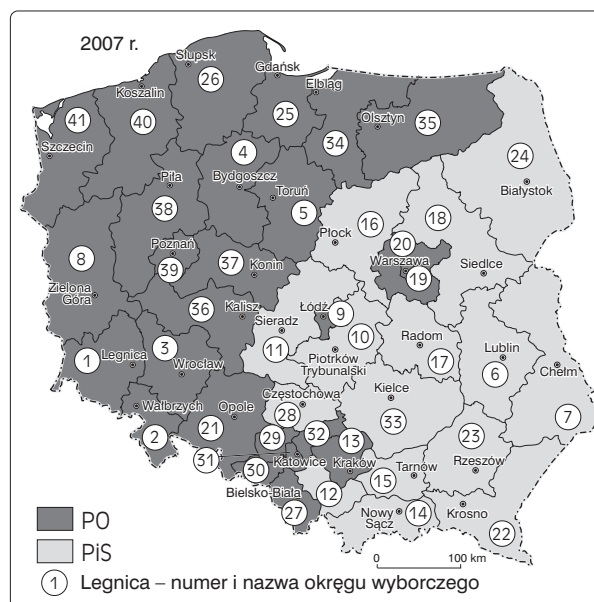 2007 r.
Słupsk
26
Gdańsk
Koszalin
Elbląg
41
40
25
Olsztyn
35
34
Szczecin
4
24
Piła
Bydgoszcz
Białystok
Toruń
38
5
16
18
Płock
20
Poznań
8
39
37
Konin
Warszawa
19
Siedlce
Zielona
Góra
36
Kalisz
Łódź
9
Sieradz
10
Radom
1
Legnica
3
11
Piotrków
Trybunalski
17
Lublin
6
Chełm
Wrocław
Częstochowa
Kielce
Wałbrzych
Opole
28
33
7
2
21
29
32
13
23
31
Katowice
Kraków
Tarnów
Rzeszów
30
15
Bielsko-Biała
12
Nowy
Sącz
14
Krosno
27
22
PO
PiS
0 100 km
1 Legnica – numer i nazwa okręgu wyborczego